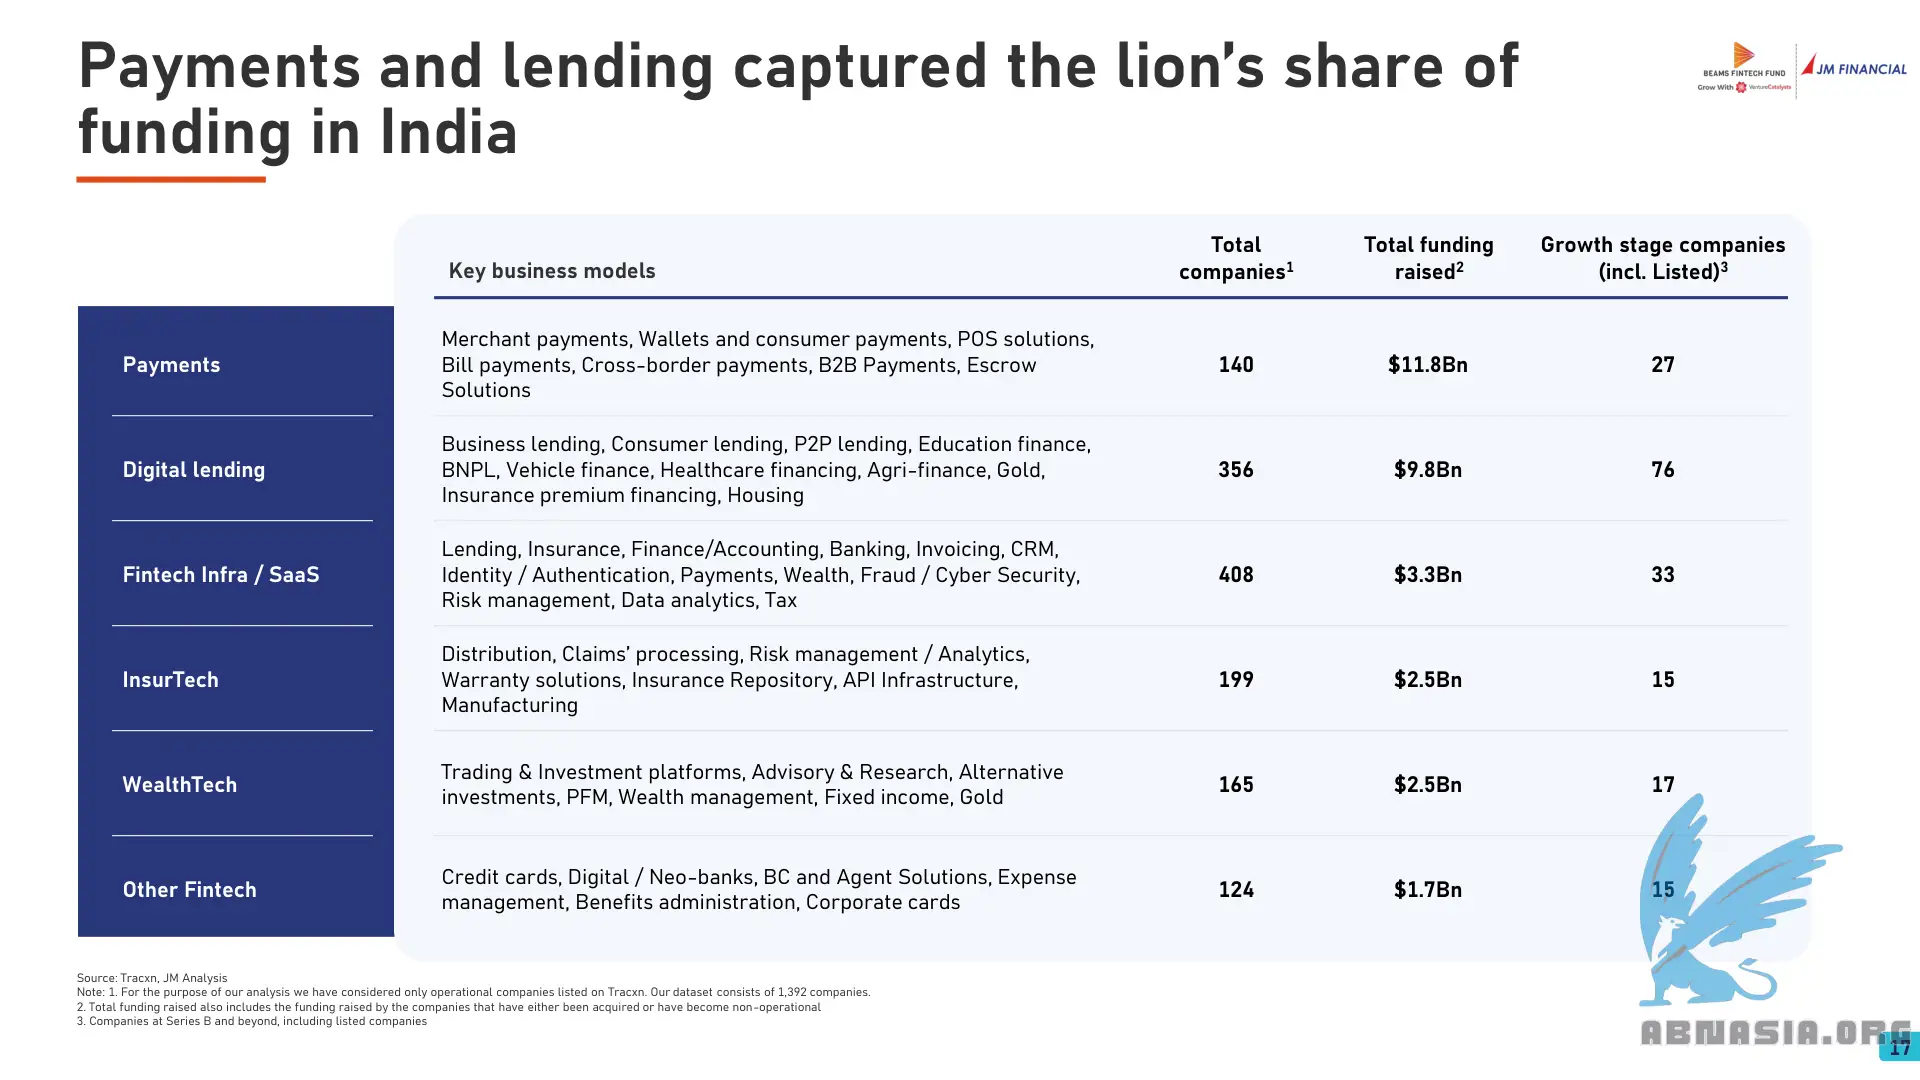 Payments and lending captured the lion’s share of
funding in India
BEAMS FINTECH FUND
Grow With VentureCatalysts
JM FINANCIAL
Key business models
Total
companies1
Total funding
raised2
Growth stage companies
(incl. Listed)3
Payments
Merchant payments, Wallets and consumer payments, POS solutions,
Bill payments, Cross-border payments, B2B Payments, Escrow
Solutions
140
$11.8Bn
27
Digital lending
Business lending, Consumer lending, P2P lending, Education finance,
BNPL, Vehicle finance, Healthcare financing, Agri-finance, Gold,
Insurance premium financing, Housing
356
$9.8Bn
76
Fintech Infra / SaaS
Lending, Insurance, Finance/Accounting, Banking, Invoicing, CRM,
Identity / Authentication, Payments, Wealth, Fraud / Cyber Security,
Risk management, Data analytics, Tax
408
$3.3Bn
33
InsurTech
Distribution, Claims’ processing, Risk management / Analytics,
Warranty solutions, Insurance Repository, API Infrastructure,
Manufacturing
199
$2.5Bn
15
WealthTech
Trading & Investment platforms, Advisory & Research, Alternative
investments, PFM, Wealth management, Fixed income, Gold
165
$2.5Bn
17
Other Fintech
Credit cards, Digital / Neo-banks, BC and Agent Solutions, Expense
management, Benefits administration, Corporate cards
124
$1.7Bn
15
Source: Tracxn, JM Analysis
Note: 1. For the purpose of our analysis we have considered only operational companies listed on Tracxn. Our dataset consists of 1,392 companies.
2. Total funding raised also includes the funding raised by the companies that have either been acquired or have become non-operational
3. Companies at Series B and beyond, including listed companies
ABNASIA.ORG
17